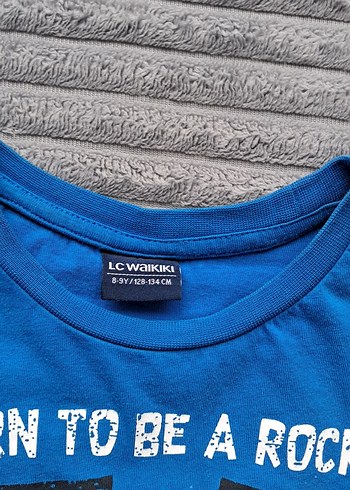 LC WAIKIKI
8-9Y/128-134 CM
RN TO BE A ROCK